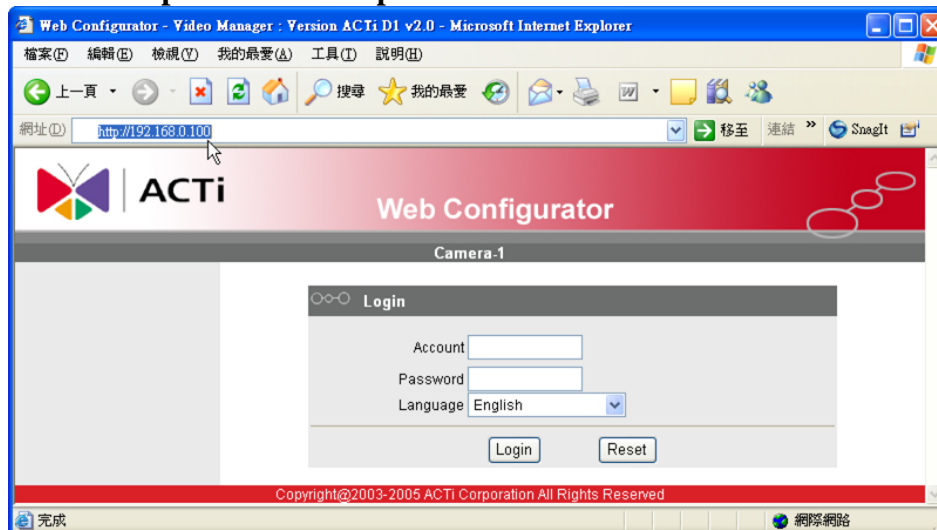 Web Configurator - Video Manager : Version ACTi D1 v2.0 - Microsoft Internet Explorer
檔案(F) 編輯(E) 檢視(V) 我的最愛(A) 工具(T) 說明(H)
上一頁 搜尋 我的最愛
網址(D) http://192.168.0.100 移至 連結 » SnagIt
ACTi
Web Configurator
Camera-1
Login
Account
Password
Language English
Login Reset
Copyright@2003-2005 ACTi Corporation All Rights Reserved
完成 網際網路